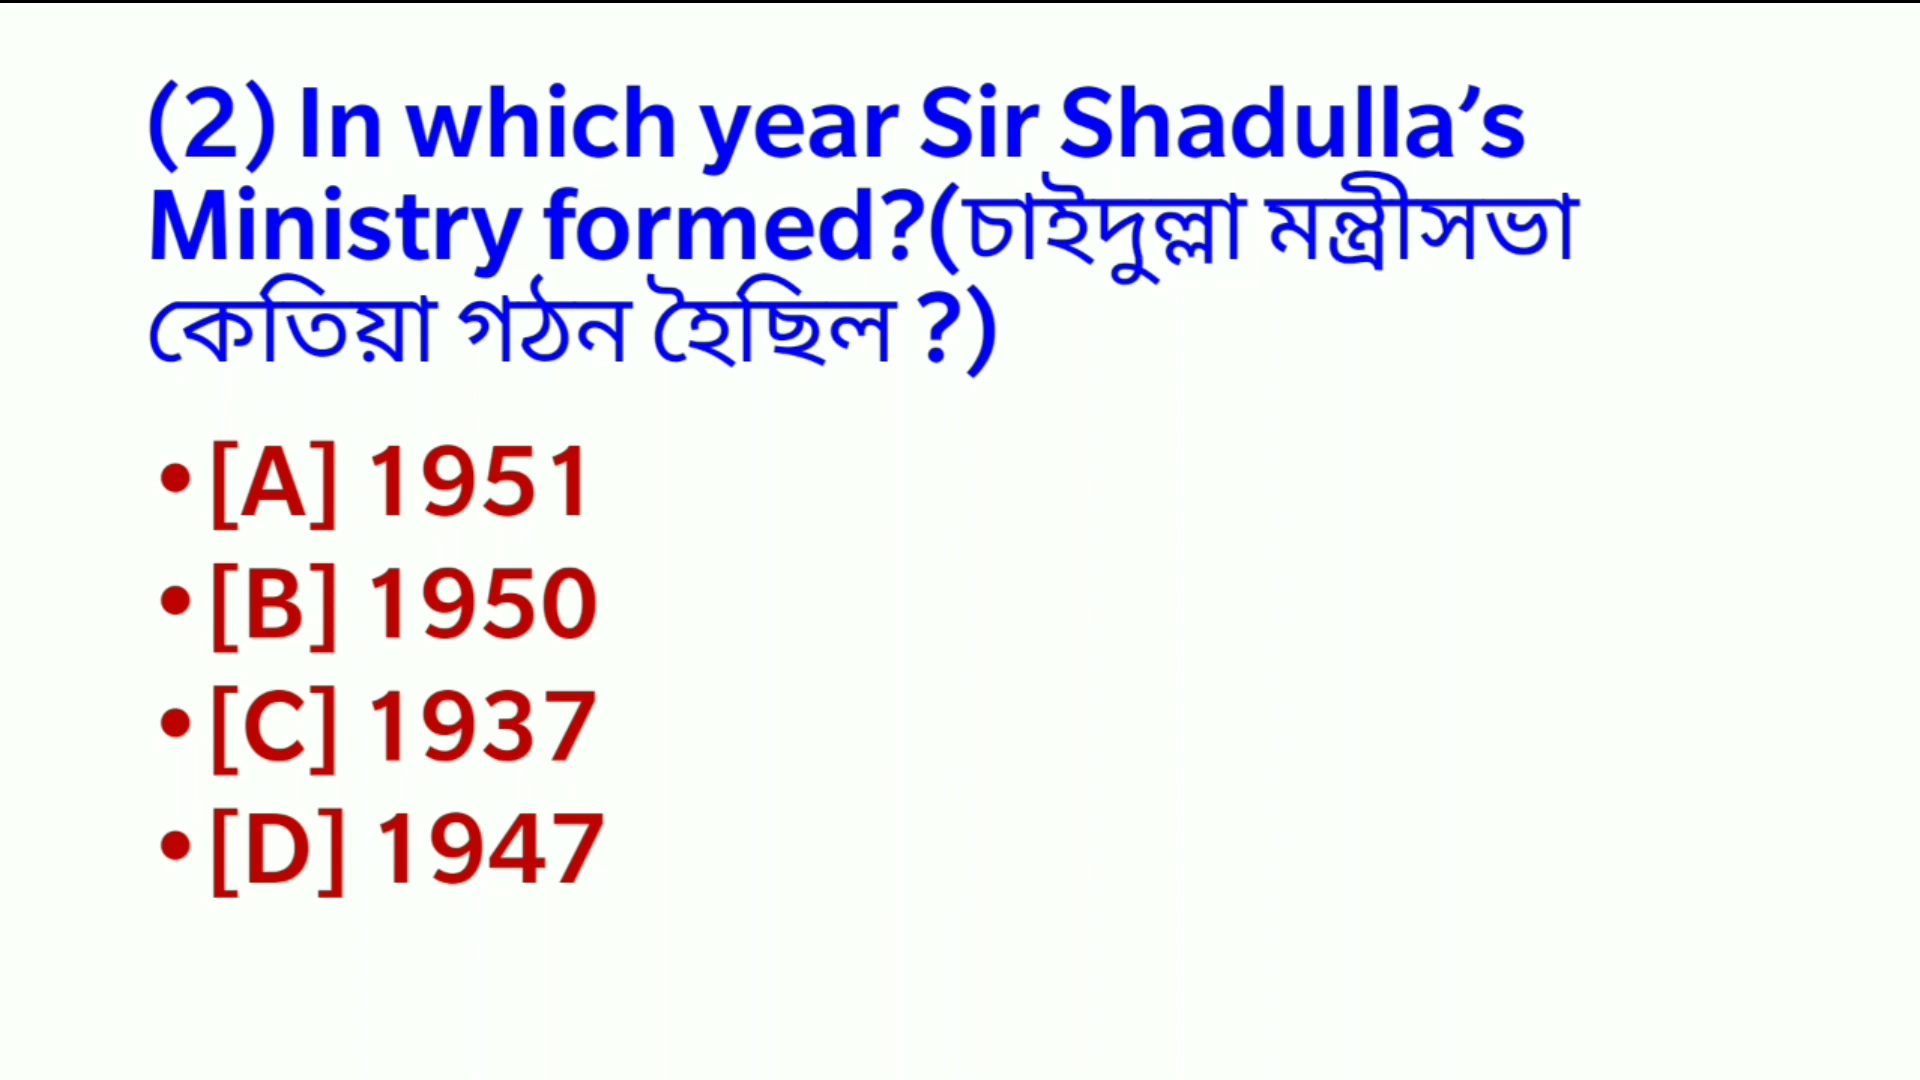 (2) In which year Sir Shadulla’s
Ministry formed?(চাইদুল্লা মন্ত্ৰীসভা
কেতিয়া গঠন হৈছিল ?)
•[A] 1951
•[B] 1950
•[C] 1937
•[D] 1947